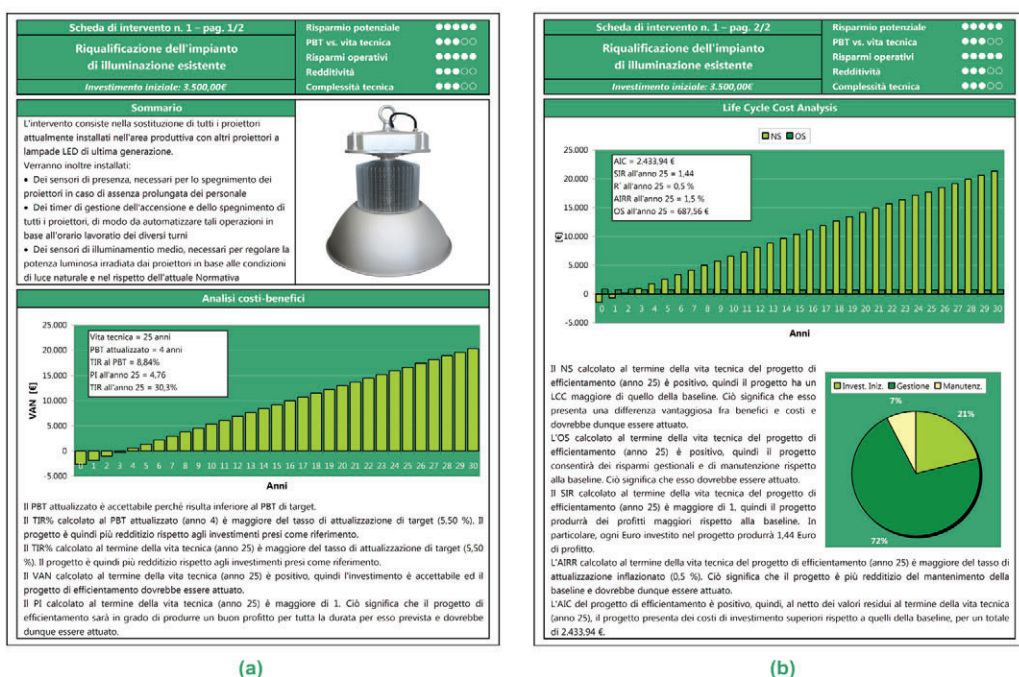 Scheda di intervento n. 1 – pag. 1/2
Riqualificazione dell'impianto
di illuminazione esistente
Investimento iniziale: 3.500,00€
Risparmio potenziale ●●●●●
PBT vs. vita tecnica ●●●○○
Risparmi operativi ●●●●●
Redditività ●●●○○
Complessità tecnica ●●●○○
Sommario
L'intervento consiste nella sostituzione di tutti i proiettori
attualmente installati nell'area produttiva con altri proiettori a
lampade LED di ultima generazione.
Verranno inoltre installati:
• Dei sensori di presenza, necessari per lo spegnimento dei
proiettori in caso di assenza prolungata dei personale
• Dei timer di gestione dell'accensione e dello spegnimento di
tutti i proiettori, di modo da automatizzare tali operazioni in
base all'orario lavoratio dei diversi turni
• Dei sensori di illuminamento medio, necessari per regolare la
potenza luminosa irradiata dai proiettori in base alle condizioni
di luce naturale e nel rispetto dell'attuale Normativa
Analisi costi-benefici
25.000
20.000
15.000
10.000
5.000
0
-5.000
VAN [€]
Vita tecnica = 25 anni
PBT attualizzato = 4 anni
TIR al PBT = 8,84%
PI all'anno 25 = 4,76
TIR all'anno 25 = 30,3%
0 1 2 3 4 5 6 7 8 9 10 11 12 13 14 15 16 17 18 19 20 21 22 23 24 25 26 27 28 29 30
Anni
Il PBT attualizzato è accettabile perché risulta inferiore al PBT di target.
Il TIR% calcolato al PBT attualizzato (anno 4) è maggiore del tasso di attualizzazione di target (5,50 %). Il
progetto è quindi più redditizio rispetto agli investimenti presi come riferimento.
Il TIR% calcolato al termine della vita tecnica (anno 25) è maggiore del tasso di attualizzazione di target (5,50
%). Il progetto è quindi più redditizio rispetto agli investimenti presi come riferimento.
Il VAN calcolato al termine della vita tecnica (anno 25) è positivo, quindi l'investimento è accettabile ed il
progetto di efficientamento dovrebbe essere attuato.
Il PI calcolato al termine della vita tecnica (anno 25) è maggiore di 1. Ciò significa che il progetto di
efficientamento sarà in grado di produrre un buon profitto per tutta la durata per esso prevista e dovrebbe
dunque essere attuato.
(a)
Scheda di intervento n. 1 – pag. 2/2
Riqualificazione dell'impianto
di illuminazione esistente
Investimento iniziale: 3.500,00€
Risparmio potenziale ●●●●●
PBT vs. vita tecnica ●●●○○
Risparmi operativi ●●●●●
Redditività ●●●○○
Complessità tecnica ●●●○○
Life Cycle Cost Analysis
NS OS
25.000
20.000
15.000
10.000
5.000
0
-5.000
[€]
AIC = 2.433,94 €
SIR all'anno 25 = 1,44
R' all'anno 25 = 0,5 %
AIRR all'anno 25 = 1,5 %
OS all'anno 25 = 687,56 €
0 1 2 3 4 5 6 7 8 9 10 11 12 13 14 15 16 17 18 19 20 21 22 23 24 25 26 27 28 29 30
Anni
Il NS calcolato al termine della vita tecnica del progetto di
efficientamento (anno 25) è positivo, quindi il progetto ha un
LCC maggiore di quello della baseline. Ciò significa che esso
presenta una differenza vantaggiosa fra benefici e costi e
dovrebbe dunque essere attuato.
L'OS calcolato al termine della vita tecnica del progetto di
efficientamento (anno 25) è positivo, quindi il progetto
consentirà dei risparmi gestionali e di manutenzione rispetto
alla baseline. Ciò significa che esso dovrebbe essere attuato.
Il SIR calcolato al termine della vita tecnica del progetto di
efficientamento (anno 25) è maggiore di 1, quindi il progetto
produrrà dei profitti maggiori rispetto alla baseline. In
particolare, ogni Euro investito nel progetto produrrà 1,44 Euro
di profitto.
Invest. Iniz. Gestione Manutenz.
7%
21%
72%
L'AIRR calcolato al termine della vita tecnica del progetto di efficientamento (anno 25) è maggiore del tasso di
attualizzazione inflazionato (0,5 %). Ciò significa che il progetto è più redditizio del mantenimento della
baseline e dovrebbe dunque essere attuato.
L'AIC del progetto di efficientamento è positivo, quindi, al netto dei valori residui al termine della vita tecnica
(anno 25), il progetto presenta dei costi di investimento superiori rispetto a quelli della baseline, per un totale
di 2.433,94 €.
(b)